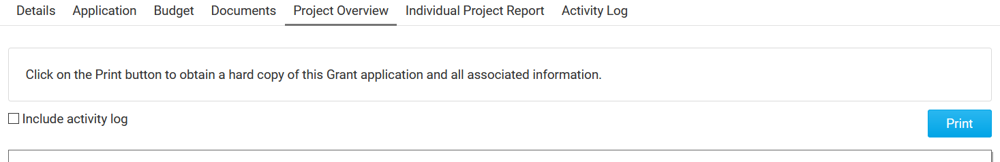 Details Application Budget Documents Project Overview Individual Project Report Activity Log
Click on the Print button to obtain a hard copy of this Grant application and all associated information.
Include activity log
Print